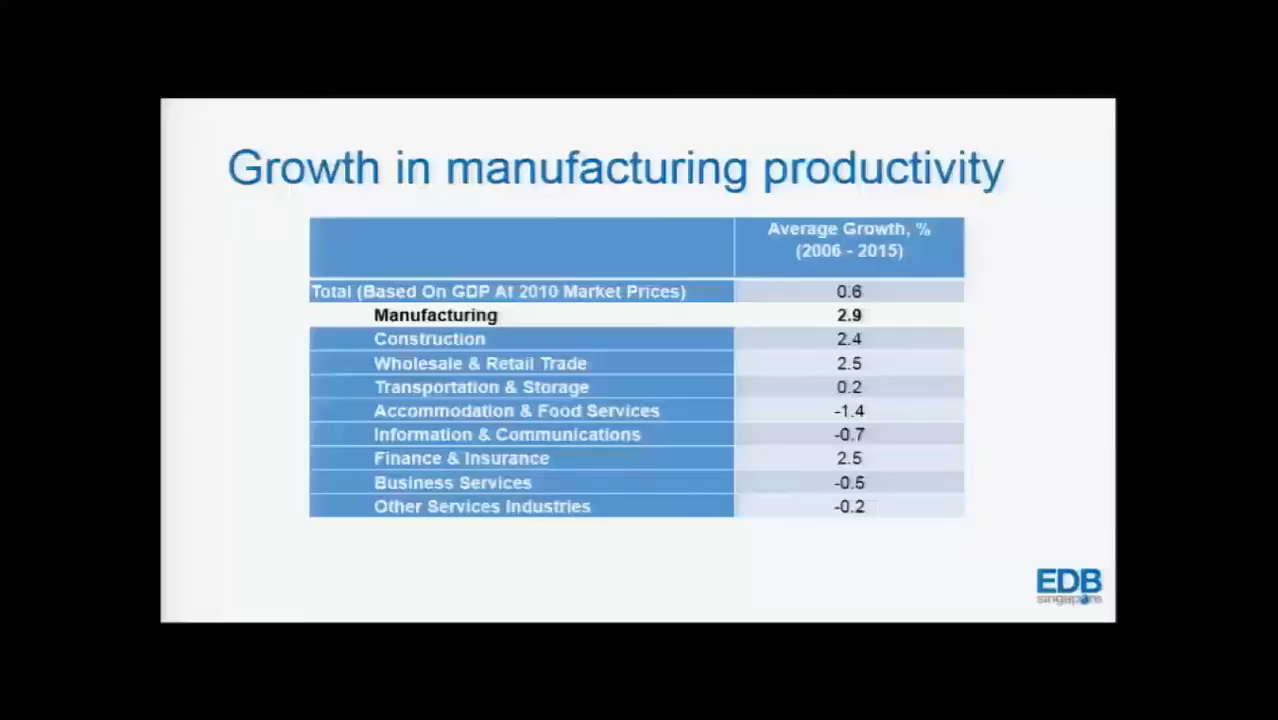 Growth in manufacturing productivity
Average Growth, %
(2006 - 2015)
Total (Based On GDP At 2010 Market Prices) 0.6
Manufacturing 2.9
Construction 2.4
Wholesale & Retail Trade 2.5
Transportation & Storage 0.2
Accommodation & Food Services -1.4
Information & Communications -0.7
Finance & Insurance 2.5
Business Services -0.5
Other Services Industries -0.2
EDB
singapore